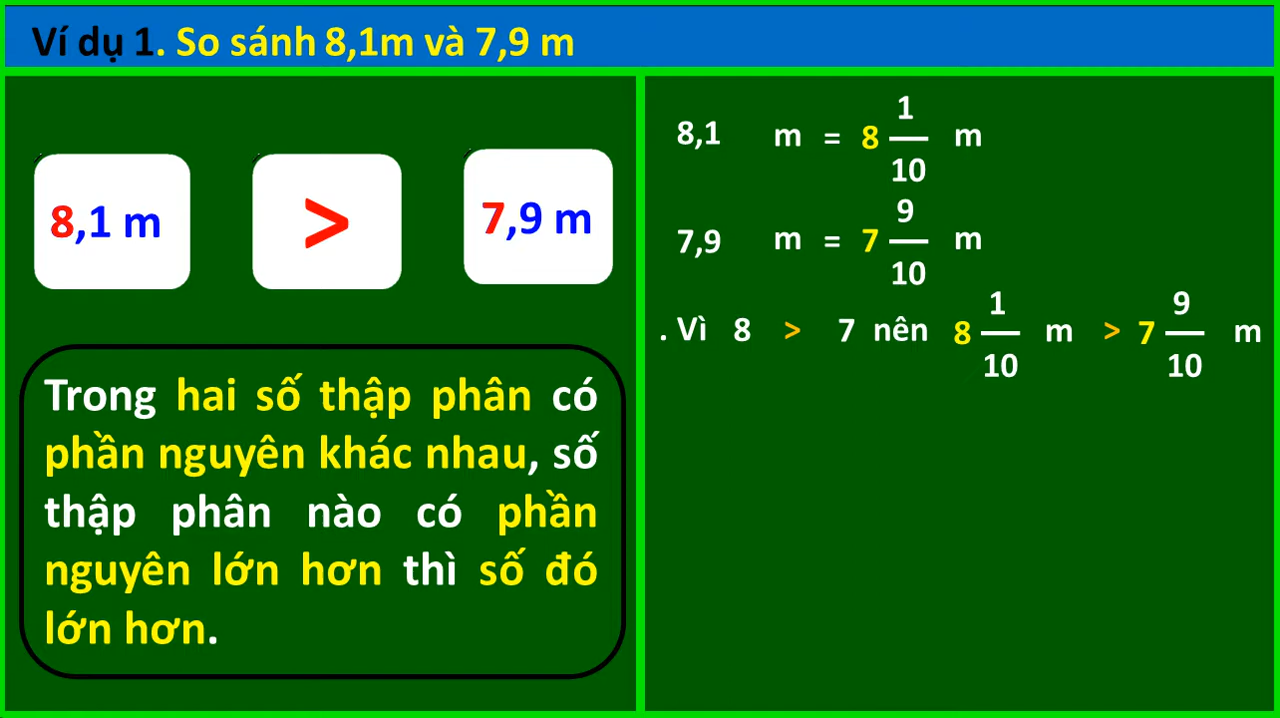 Ví dụ 1. So sánh 8,1m và 7,9 m
8,1 m > 7,9 m
Trong hai số thập phân có
phần nguyên khác nhau, số
thập phân nào có phần
nguyên lớn hơn thì số đó
lớn hơn.
8,1 m = 8 1/10 m
7,9 m = 7 9/10 m
. Vì 8 > 7 nên 8 1/10 m > 7 9/10 m